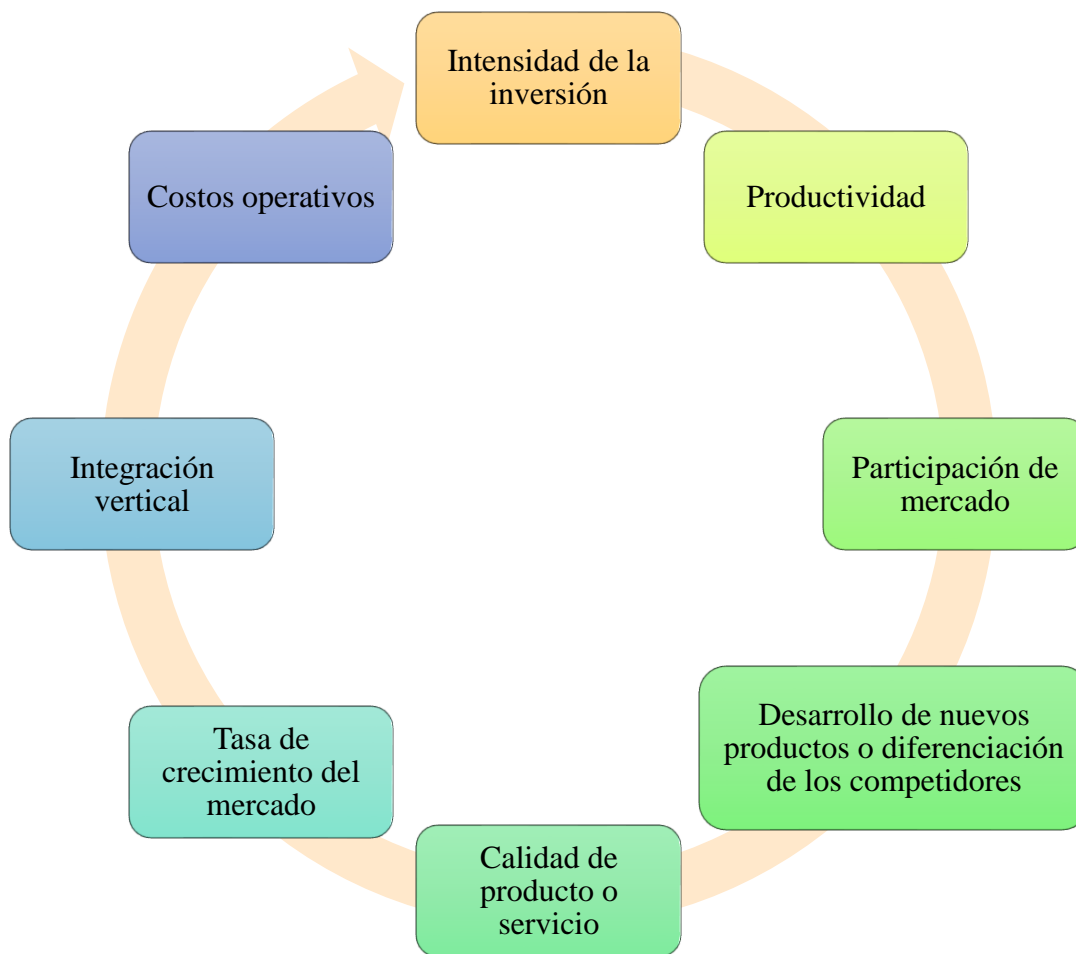 Intensidad de la
inversión
Productividad
Participación de
mercado
Desarrollo de nuevos
productos o diferenciación
de los competidores
Calidad de
producto o
servicio
Tasa de
crecimiento del
mercado
Integración
vertical
Costos operativos